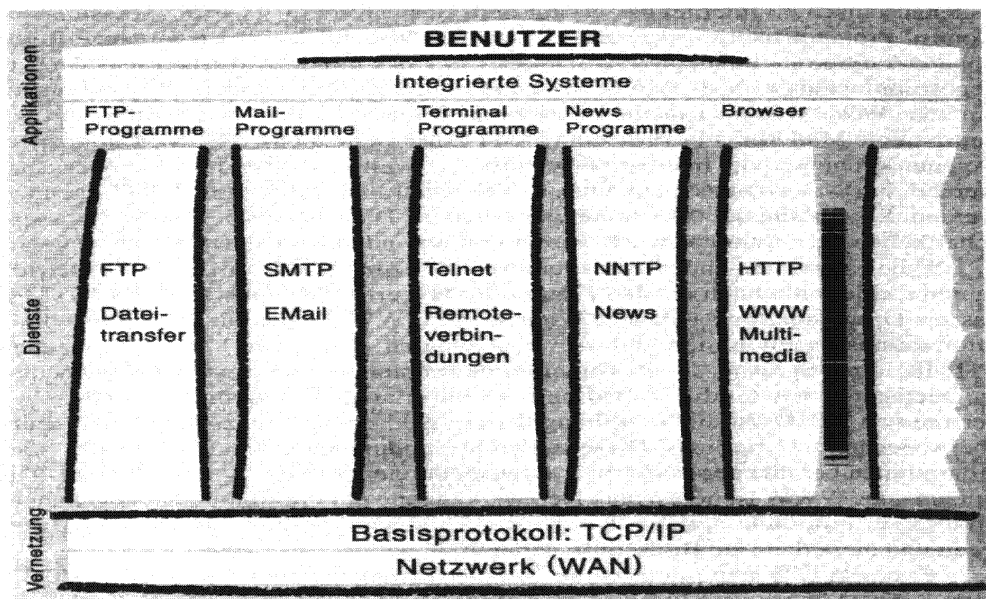 BENUTZER
Integrierte Systeme
Applikationen
FTP-
Programme
Mail-
Programme
Terminal
Programme
News
Programme
Browser
Dienste
FTP
Datei-
transfer
SMTP
EMail
Telnet
Remote-
verbin-
dungen
NNTP
News
HTTP
WWW
Multi-
media
Vernetzung
Basisprotokoll: TCP/IP
Netzwerk (WAN)